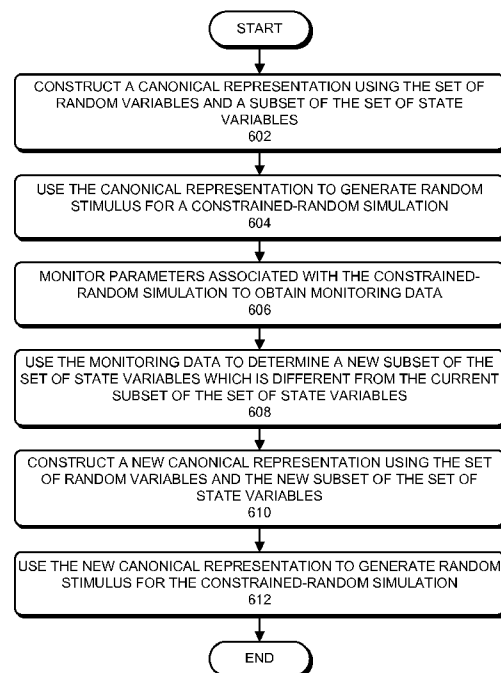 START
CONSTRUCT A CANONICAL REPRESENTATION USING THE SET OF
RANDOM VARIABLES AND A SUBSET OF THE SET OF STATE
VARIABLES
602
USE THE CANONICAL REPRESENTATION TO GENERATE RANDOM
STIMULUS FOR A CONSTRAINED-RANDOM SIMULATION
604
MONITOR PARAMETERS ASSOCIATED WITH THE CONSTRAINED-
RANDOM SIMULATION TO OBTAIN MONITORING DATA
606
USE THE MONITORING DATA TO DETERMINE A NEW SUBSET OF THE
SET OF STATE VARIABLES WHICH IS DIFFERENT FROM THE CURRENT
SUBSET OF THE SET OF STATE VARIABLES
608
CONSTRUCT A NEW CANONICAL REPRESENTATION USING THE SET
OF RANDOM VARIABLES AND THE NEW SUBSET OF THE SET OF
STATE VARIABLES
610
USE THE NEW CANONICAL REPRESENTATION TO GENERATE RANDOM
STIMULUS FOR THE CONSTRAINED-RANDOM SIMULATION
612
END